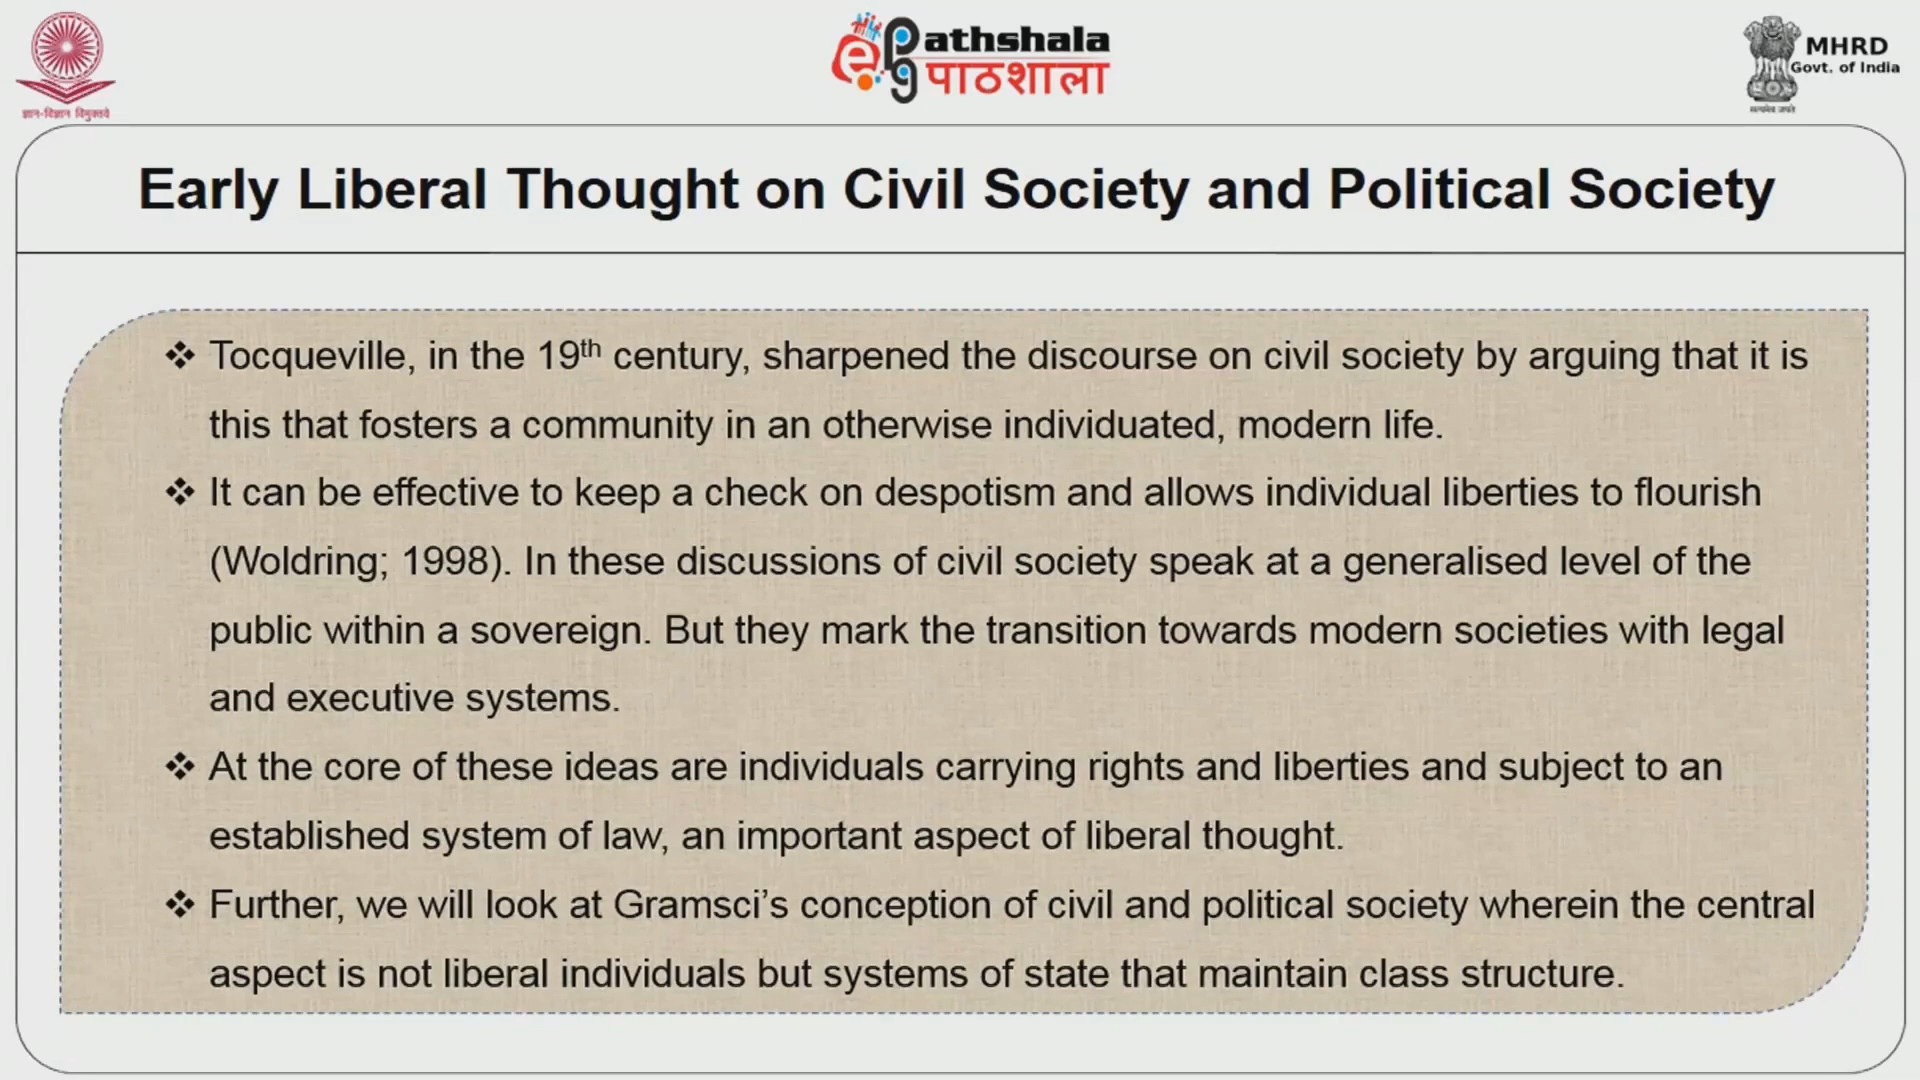 ज्ञान-विज्ञान विमुक्तये
ePG Pathshala
पाठशाला
MHRD
Govt. of India
सत्यमेव जयते
Early Liberal Thought on Civil Society and Political Society
❖ Tocqueville, in the 19th century, sharpened the discourse on civil society by arguing that it is
this that fosters a community in an otherwise individuated, modern life.
❖ It can be effective to keep a check on despotism and allows individual liberties to flourish
(Woldring; 1998). In these discussions of civil society speak at a generalised level of the
public within a sovereign. But they mark the transition towards modern societies with legal
and executive systems.
❖ At the core of these ideas are individuals carrying rights and liberties and subject to an
established system of law, an important aspect of liberal thought.
❖ Further, we will look at Gramsci’s conception of civil and political society wherein the central
aspect is not liberal individuals but systems of state that maintain class structure.